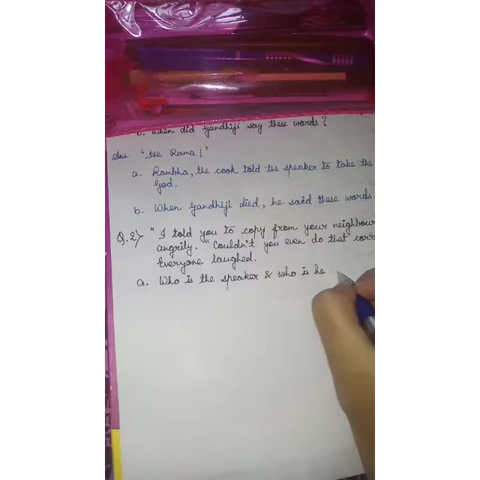 b. When did Gandhiji say these words?
Ans "Hee Rama!"
a. Rambha, the cook told the speaker to take the
God.
b. When Gandhiji died, he said these words
Q.2) "I told you to copy from your neighbour
angrily. "Couldn't you even do that
Everyone laughed.
a. Who is the speaker & who is he